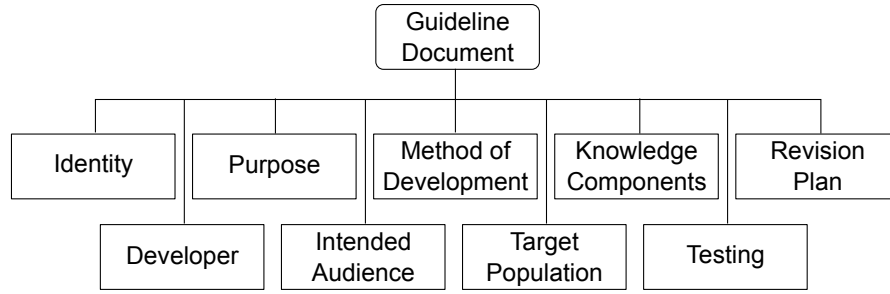 Guideline
Document
Identity
Purpose
Method of
Development
Knowledge
Components
Revision
Plan
Developer
Intended
Audience
Target
Population
Testing